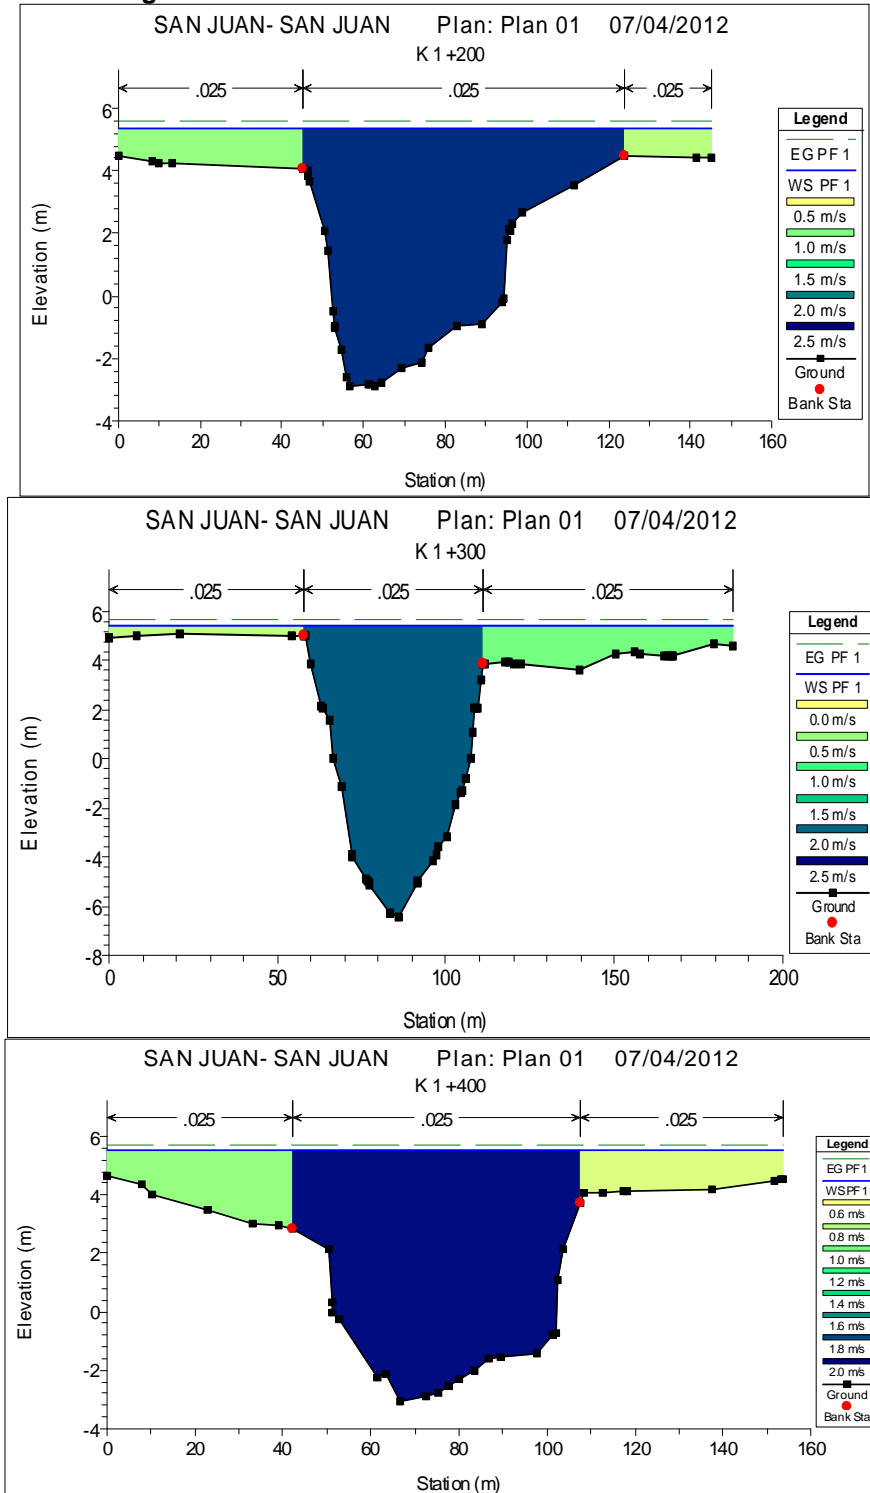 SAN JUAN- SAN JUAN Plan: Plan 01 07/04/2012
K 1+200
.025 .025 .025
6
4
2
0
-2
-4
0 20 40 60 80 100 120 140 160
Elevation (m)
Station (m)
Legend
EG PF 1
WS PF 1
0.5 m/s
1.0 m/s
1.5 m/s
2.0 m/s
2.5 m/s
Ground
Bank Sta
SAN JUAN- SAN JUAN Plan: Plan 01 07/04/2012
K 1+300
.025 .025 .025
6
4
2
0
-2
-4
-6
-8
0 50 100 150 200
Elevation (m)
Station (m)
Legend
EG PF 1
WS PF 1
0.0 m/s
0.5 m/s
1.0 m/s
1.5 m/s
2.0 m/s
2.5 m/s
Ground
Bank Sta
SAN JUAN- SAN JUAN Plan: Plan 01 07/04/2012
K 1+400
.025 .025 .025
6
4
2
0
-2
-4
0 20 40 60 80 100 120 140 160
Elevation (m)
Station (m)
Legend
EG PF 1
WS PF 1
0.6 m/s
0.8 m/s
1.0 m/s
1.2 m/s
1.4 m/s
1.6 m/s
1.8 m/s
2.0 m/s
Ground
Bank Sta